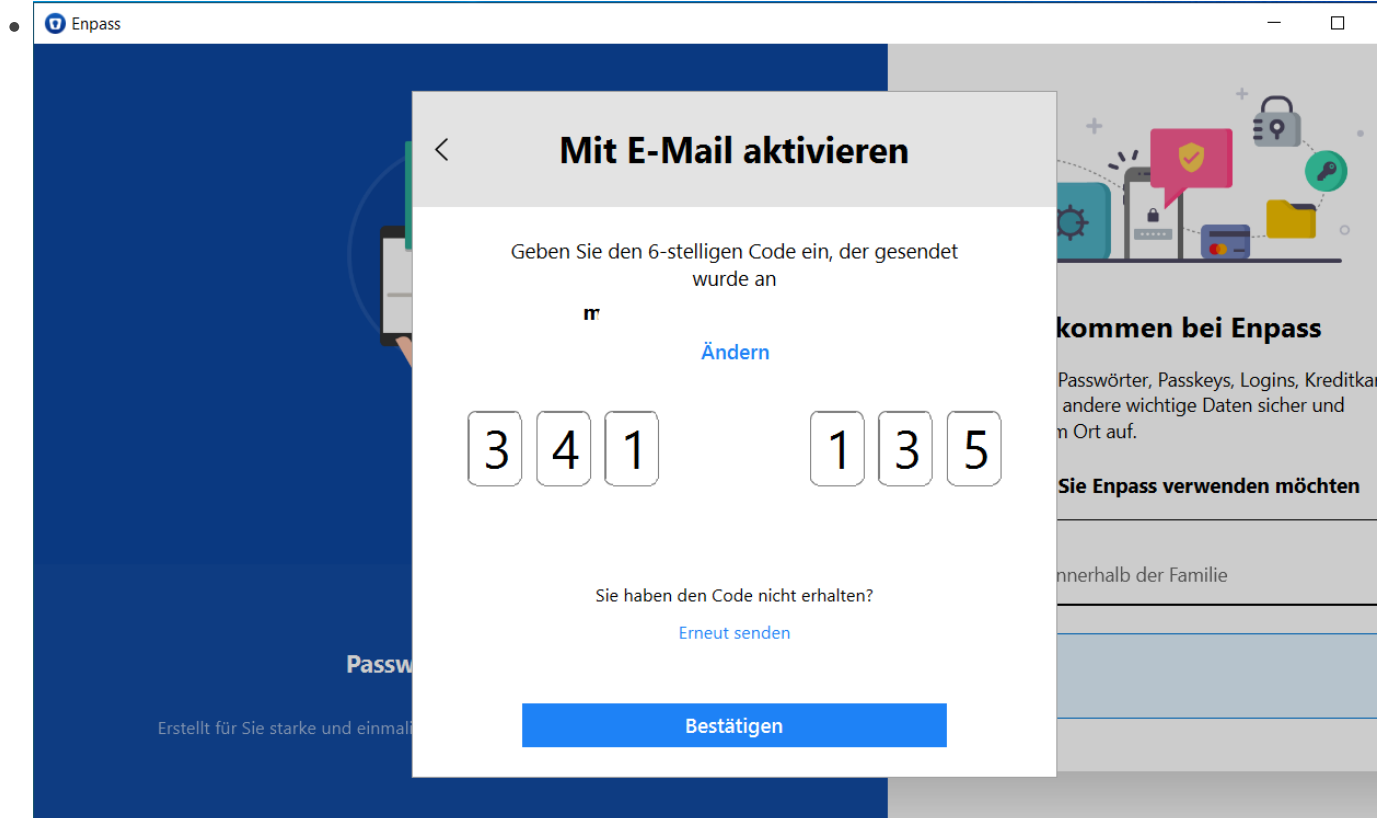 Enpass
Mit E-Mail aktivieren
Geben Sie den 6-stelligen Code ein, der gesendet
wurde an
Ändern
3 4 1 1 3 5
Sie haben den Code nicht erhalten?
Erneut senden
Bestätigen
Passw
Erstellt für Sie starke und einmali
kommen bei Enpass
Passwörter, Passkeys, Logins, Kreditkar
andere wichtige Daten sicher und
m Ort auf.
Sie Enpass verwenden möchten
nnerhalb der Familie